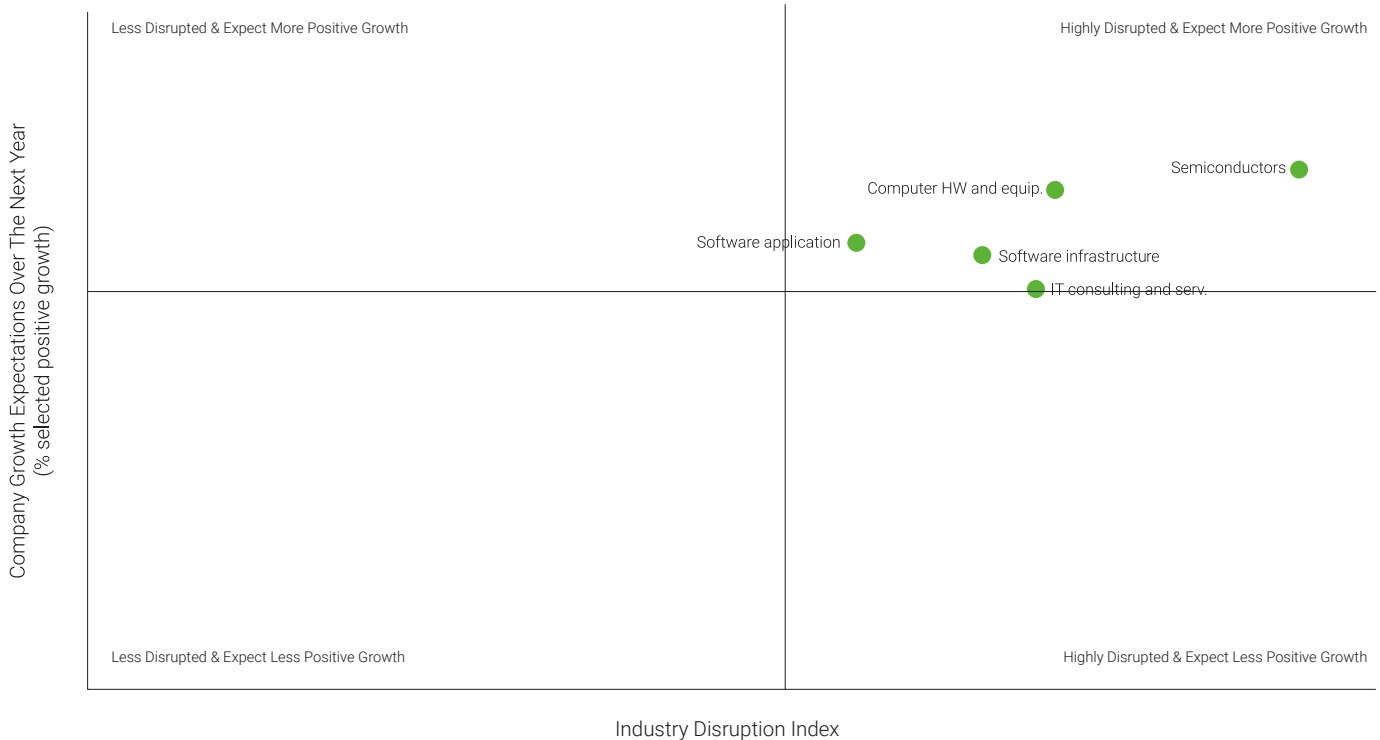 Less Disrupted & Expect More Positive Growth
Highly Disrupted & Expect More Positive Growth
Company Growth Expectations Over The Next Year
(% selected positive growth)
Semiconductors
Computer HW and equip.
Software application
Software infrastructure
IT consulting and serv.
Less Disrupted & Expect Less Positive Growth
Highly Disrupted & Expect Less Positive Growth
Industry Disruption Index